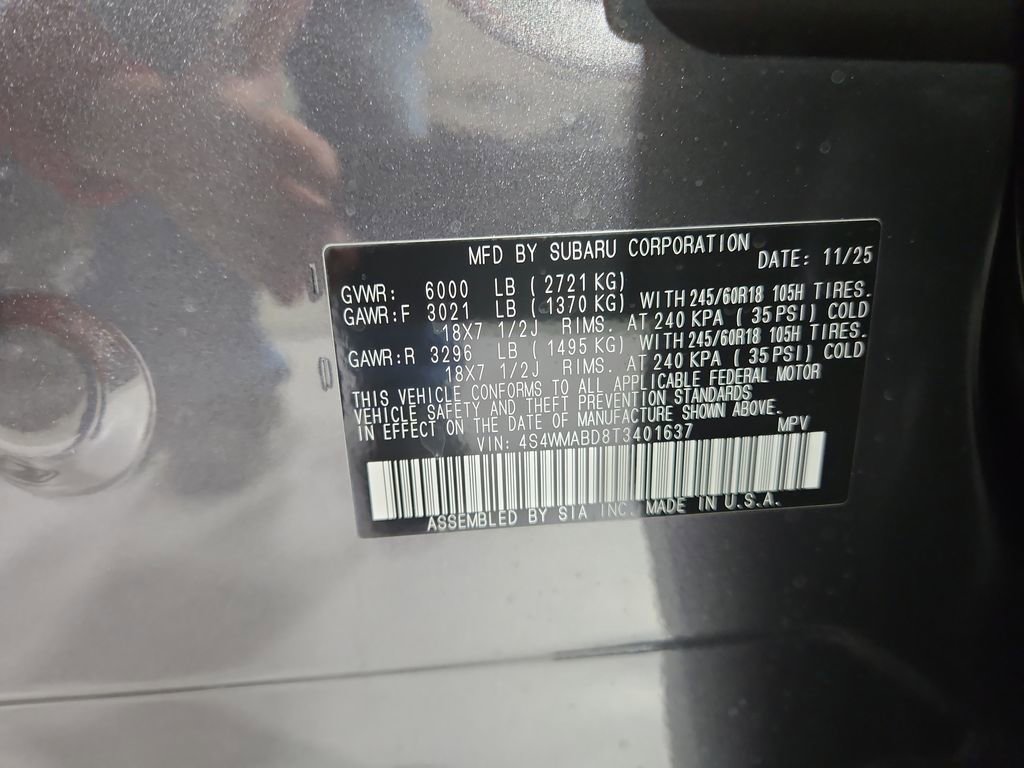 MFD BY SUBARU CORPORATION DATE: 11/25
GVWR: 6000 LB ( 2721 KG)
GAWR:F 3021 LB ( 1370 KG) WITH 245/60R18 105H TIRES.
18X7 1/2J RIMS. AT 240 KPA ( 35 PSI) COLD
GAWR:R 3296 LB ( 1495 KG) WITH 245/60R18 105H TIRES.
18X7 1/2J RIMS. AT 240 KPA ( 35 PSI) COLD
THIS VEHICLE CONFORMS TO ALL APPLICABLE FEDERAL MOTOR
VEHICLE SAFETY AND THEFT PREVENTION STANDARDS
IN EFFECT ON THE DATE OF MANUFACTURE SHOWN ABOVE.
VIN: 4S4WMABD8T3401637 MPV
ASSEMBLED BY SIA INC. MADE IN U.S.A.